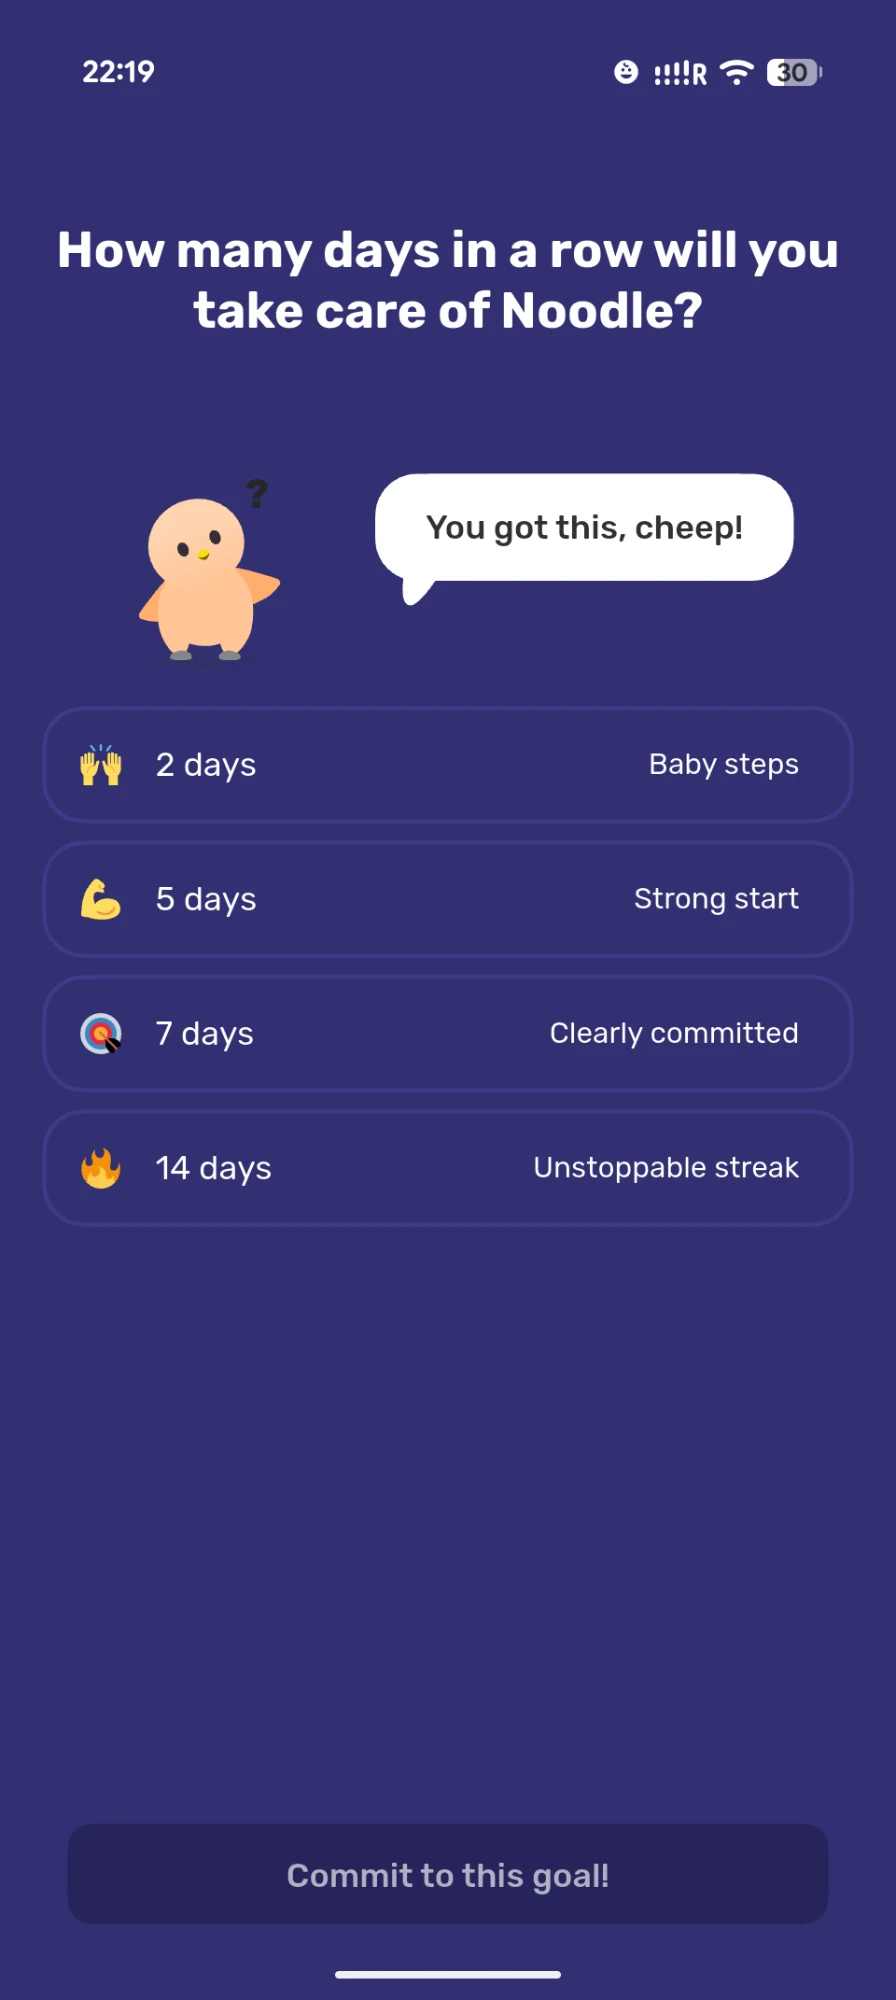 22:19
R
30
How many days in a row will you
take care of Noodle?
?
You got this, cheep!
2 days Baby steps
5 days Strong start
7 days Clearly committed
14 days Unstoppable streak
Commit to this goal!